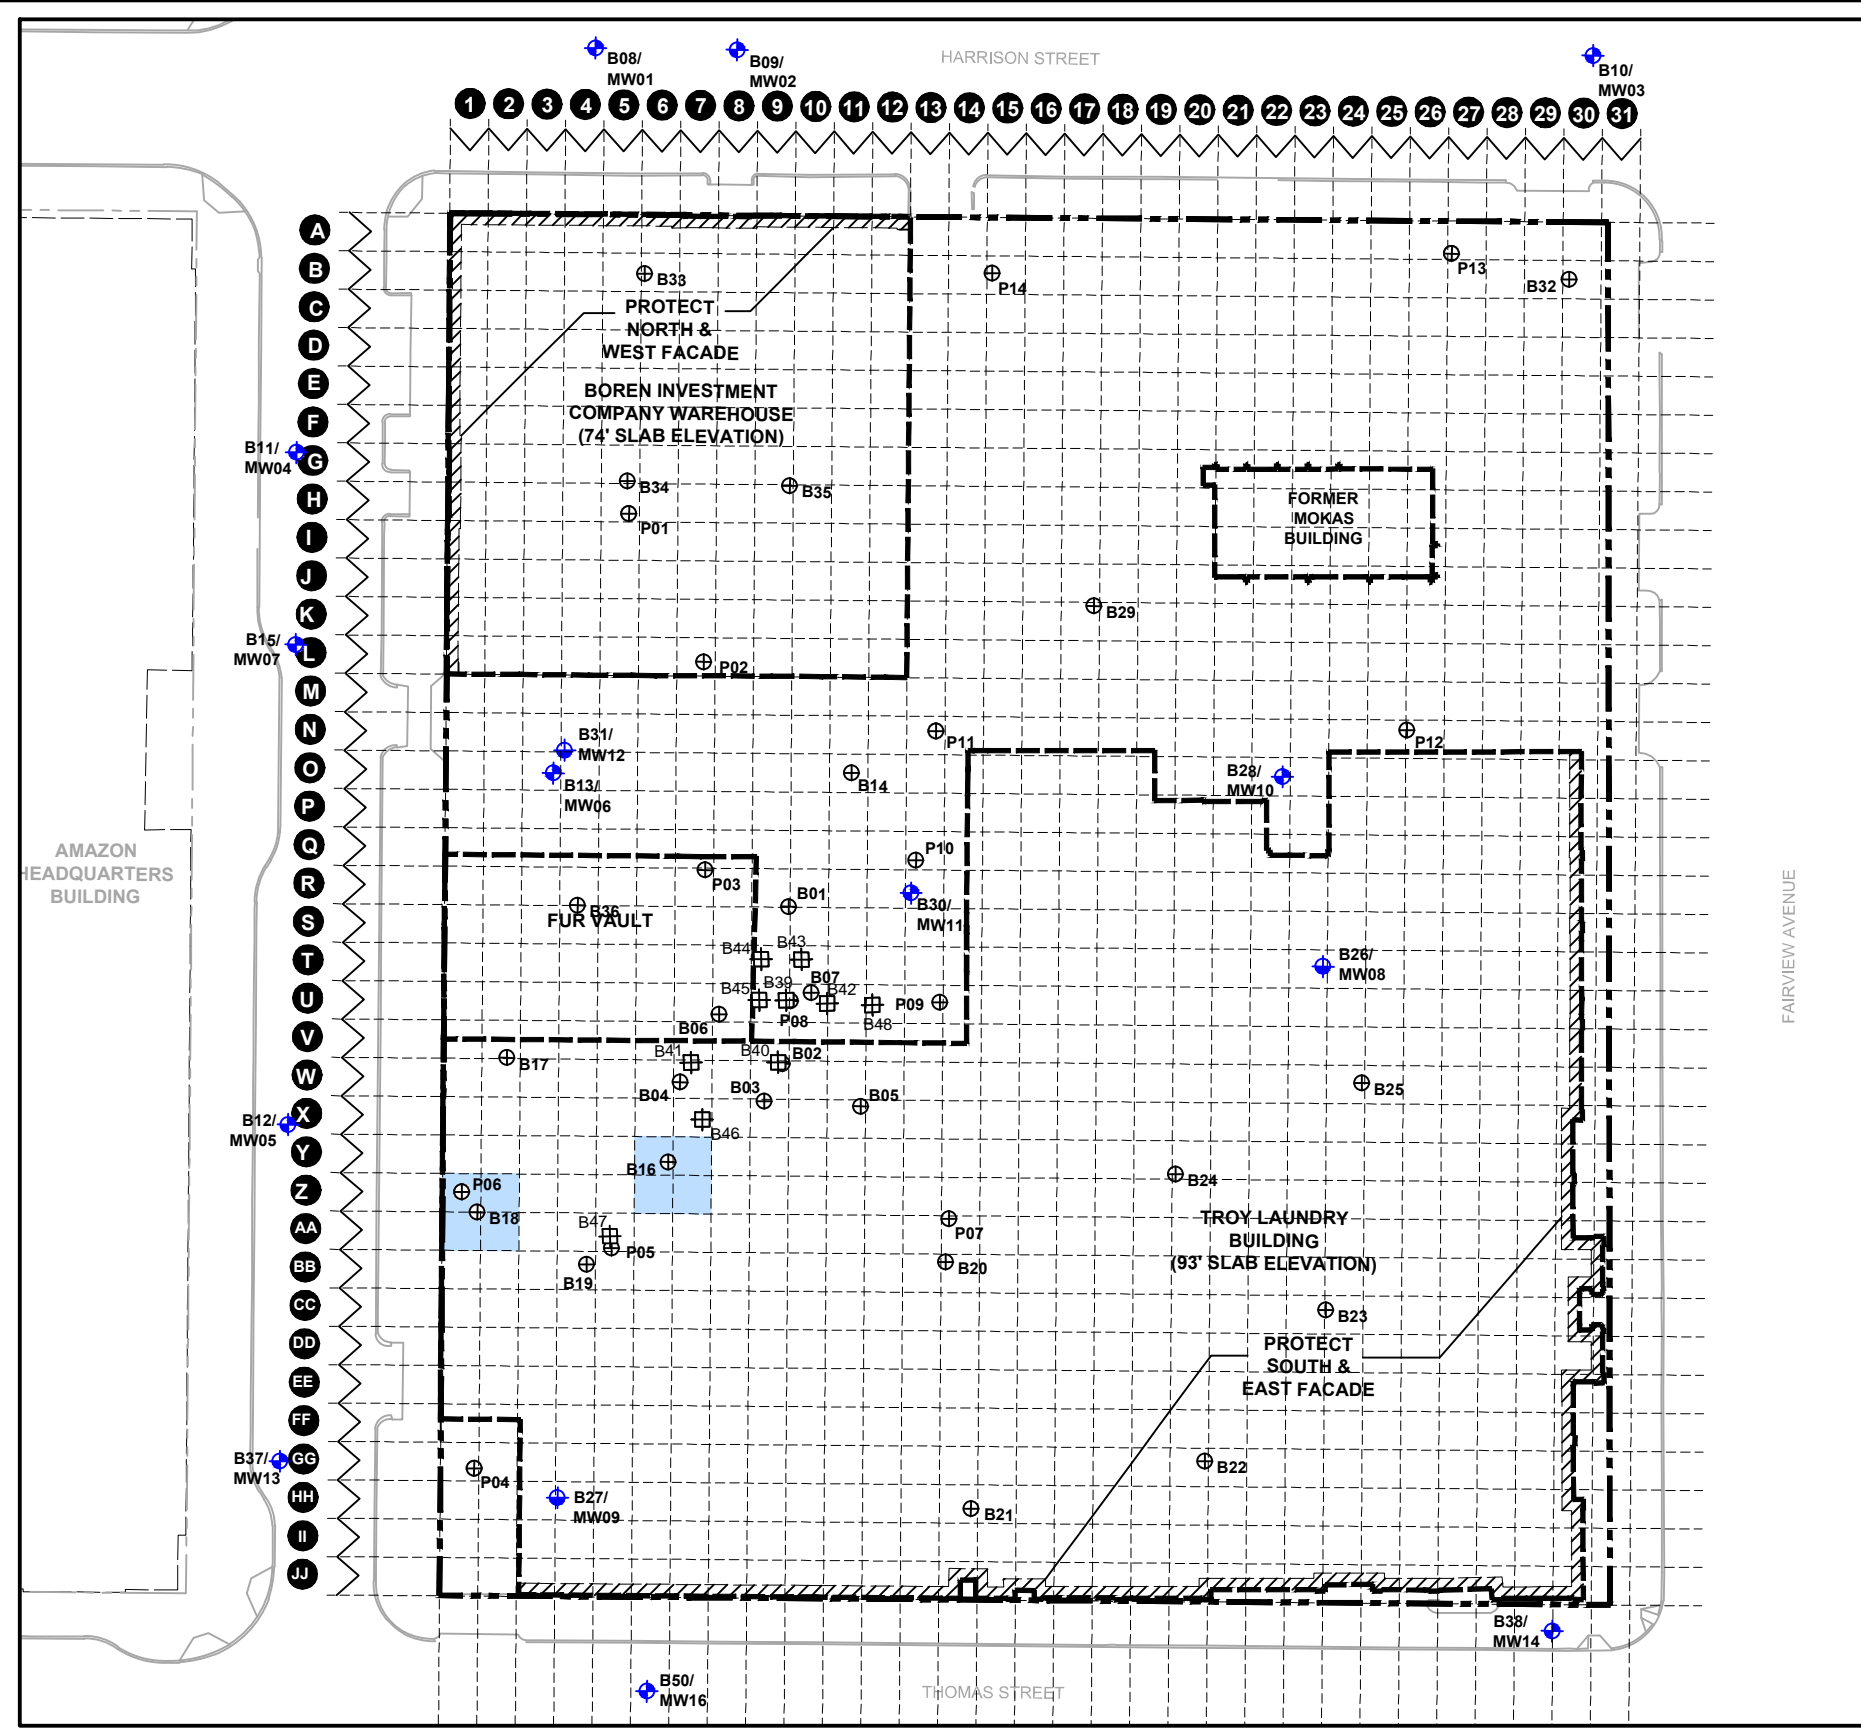 HARRISON STREET
B08/
MW01
B09/
MW02
B10/
MW03
1 2 3 4 5 6 7 8 9 10 11 12 13 14 15 16 17 18 19 20 21 22 23 24 25 26 27 28 29 30 31
A
B
C
D
E
F
G
H
I
J
K
L
M
N
O
P
Q
R
S
T
U
V
W
X
Y
Z
AA
BB
CC
DD
EE
FF
GG
HH
II
JJ
B33
P14
P13
B32
PROTECT
NORTH &
WEST FACADE
BOREN INVESTMENT
COMPANY WAREHOUSE
(74' SLAB ELEVATION)
B11/
MW04
B34
B35
P01
FORMER
MOKAS
BUILDING
B29
B15/
MW07
P02
B31/
MW12
B13/
MW06
P11
B14
P12
B28/
MW10
AMAZON
HEADQUARTERS
BUILDING
P10
P03
B01
B30/
MW11
B36
FUR VAULT
B44
B43
B26/
MW08
B45
B39
B07
B42
P09
P08
B48
B06
FAIRVIEW AVENUE
B17
B41
B40
B02
B04
B03
B05
B25
B12/
MW05
B46
B16
B24
P06
B18
B47
P05
B19
P07
B20
TROY LAUNDRY
BUILDING
(93' SLAB ELEVATION)
B23
PROTECT
SOUTH &
EAST FACADE
B37/
MW13
P04
B27/
MW09
B22
B21
B38/
MW14
B50/
MW16
THOMAS STREET